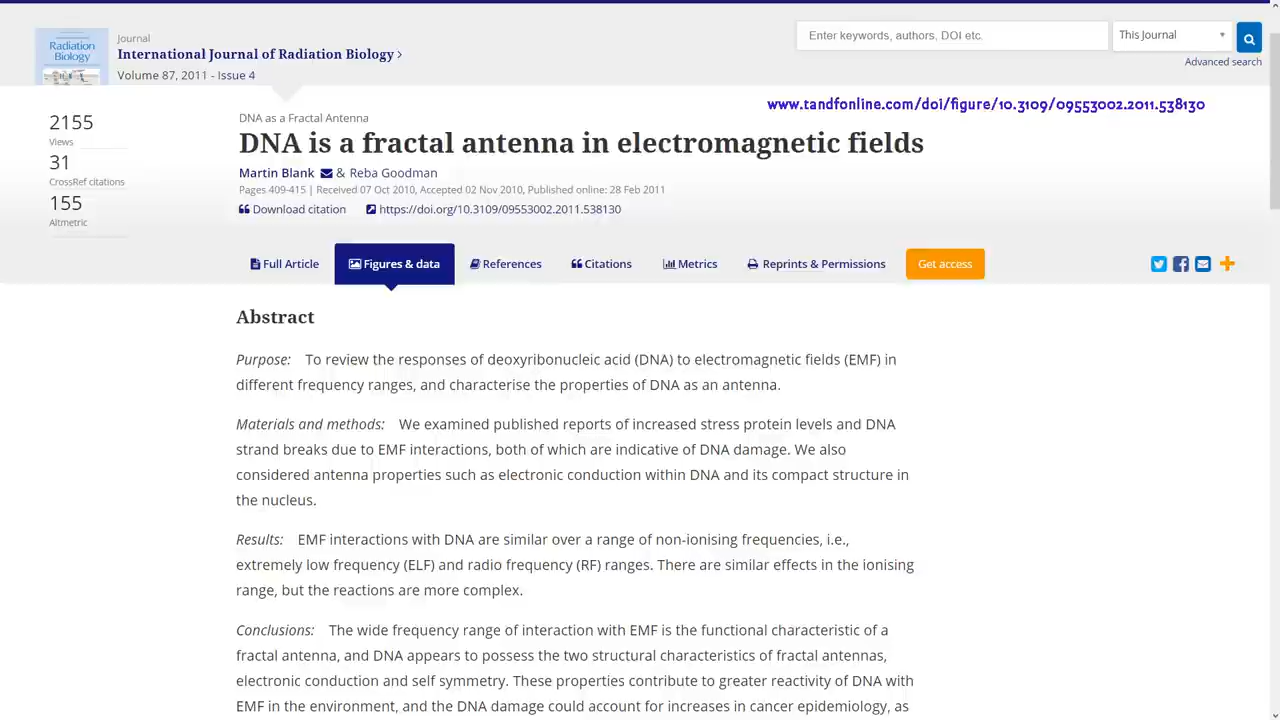 Journal
International Journal of Radiation Biology >
Volume 87, 2011 - Issue 4
Radiation
Biology
Enter keywords, authors, DOI etc.
This Journal
Advanced search
www.tandfonline.com/doi/figure/10.3109/09553002.2011.538130
2155
Views
31
CrossRef citations
155
Altmetric
DNA as a Fractal Antenna
DNA is a fractal antenna in electromagnetic fields
Martin Blank & Reba Goodman
Pages 409-415 | Received 07 Oct 2010, Accepted 02 Nov 2010, Published online: 28 Feb 2011
Download citation https://doi.org/10.3109/09553002.2011.538130
Full Article Figures & data References Citations Metrics Reprints & Permissions Get access
Abstract
Purpose: To review the responses of deoxyribonucleic acid (DNA) to electromagnetic fields (EMF) in
different frequency ranges, and characterise the properties of DNA as an antenna.
Materials and methods: We examined published reports of increased stress protein levels and DNA
strand breaks due to EMF interactions, both of which are indicative of DNA damage. We also
considered antenna properties such as electronic conduction within DNA and its compact structure in
the nucleus.
Results: EMF interactions with DNA are similar over a range of non-ionising frequencies, i.e.,
extremely low frequency (ELF) and radio frequency (RF) ranges. There are similar effects in the ionising
range, but the reactions are more complex.
Conclusions: The wide frequency range of interaction with EMF is the functional characteristic of a
fractal antenna, and DNA appears to possess the two structural characteristics of fractal antennas,
electronic conduction and self symmetry. These properties contribute to greater reactivity of DNA with
EMF in the environment, and the DNA damage could account for increases in cancer epidemiology, as